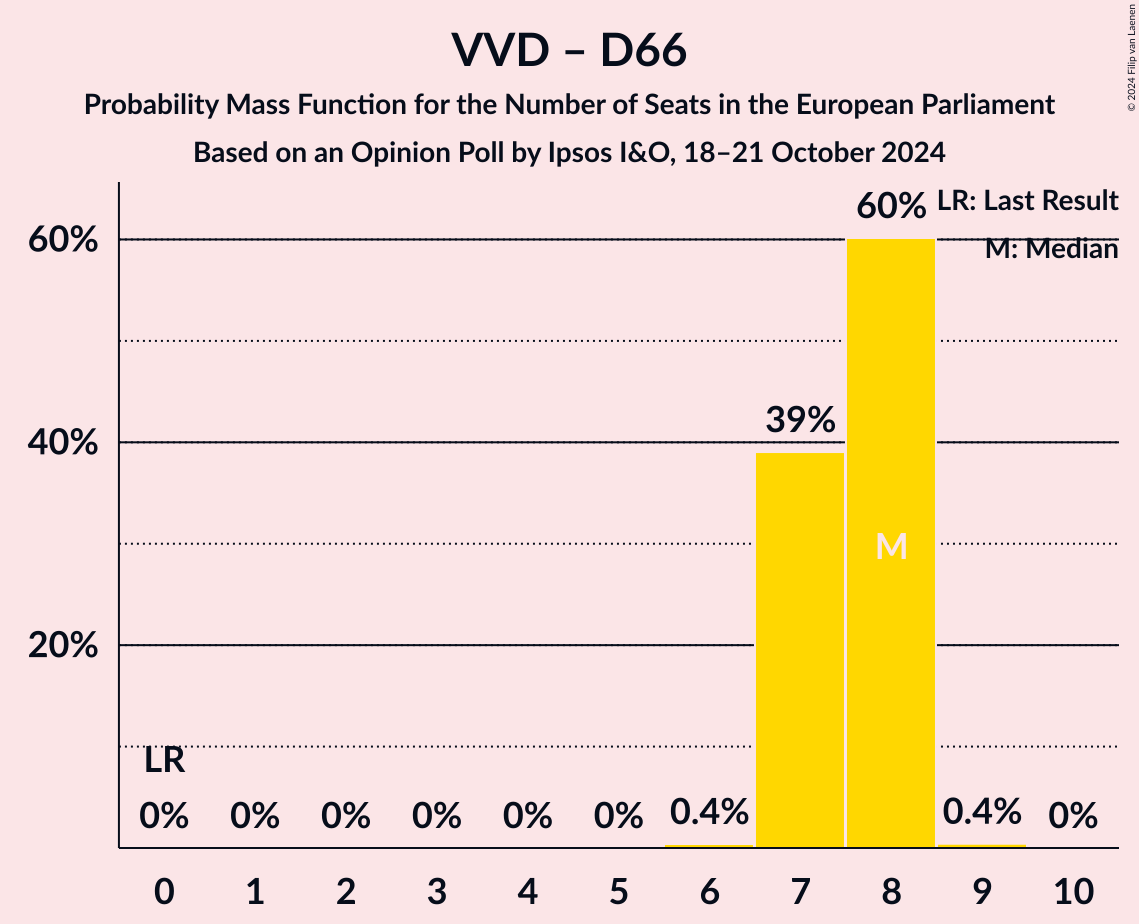 VVD – D66
Probability Mass Function for the Number of Seats in the European Parliament
Based on an Opinion Poll by Ipsos I&O, 18–21 October 2024
© 2024 Filip van Laenen
LR: Last Result
M: Median
60%
40%
20%
LR
0%
0%
0%
0%
0%
0%
0.4%
39%
60%
M
0.4%
0%
0 1 2 3 4 5 6 7 8 9 10